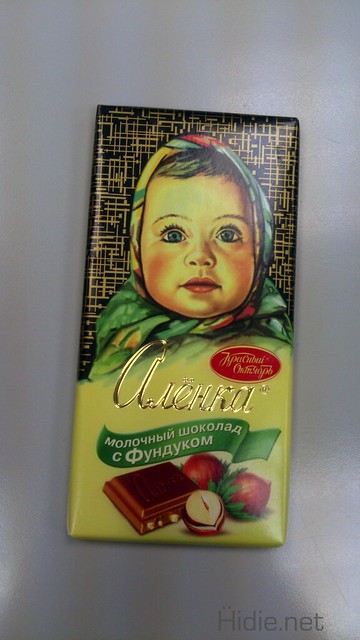 Красный
Октябрь
Алёнка
молочный шоколад
с Фундуком
Hidie.net